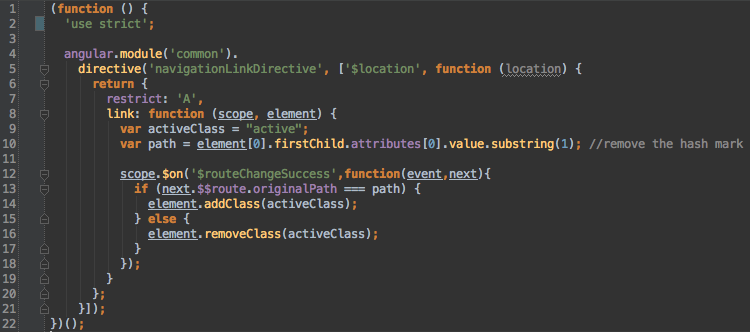 1 (function () {
2 'use strict';
3
4 angular.module('common').
5 directive('navigationLinkDirective', ['$location', function (location) {
6 return {
7 restrict: 'A',
8 link: function (scope, element) {
9 var activeClass = "active";
10 var path = element[0].firstChild.attributes[0].value.substring(1); //remove the hash mark
11
12 scope.$on('$routeChangeSuccess',function(event,next){
13 if (next.$$route.originalPath === path) {
14 element.addClass(activeClass);
15 } else {
16 element.removeClass(activeClass);
17 }
18 });
19 }
20 };
21 }]);
22 })();